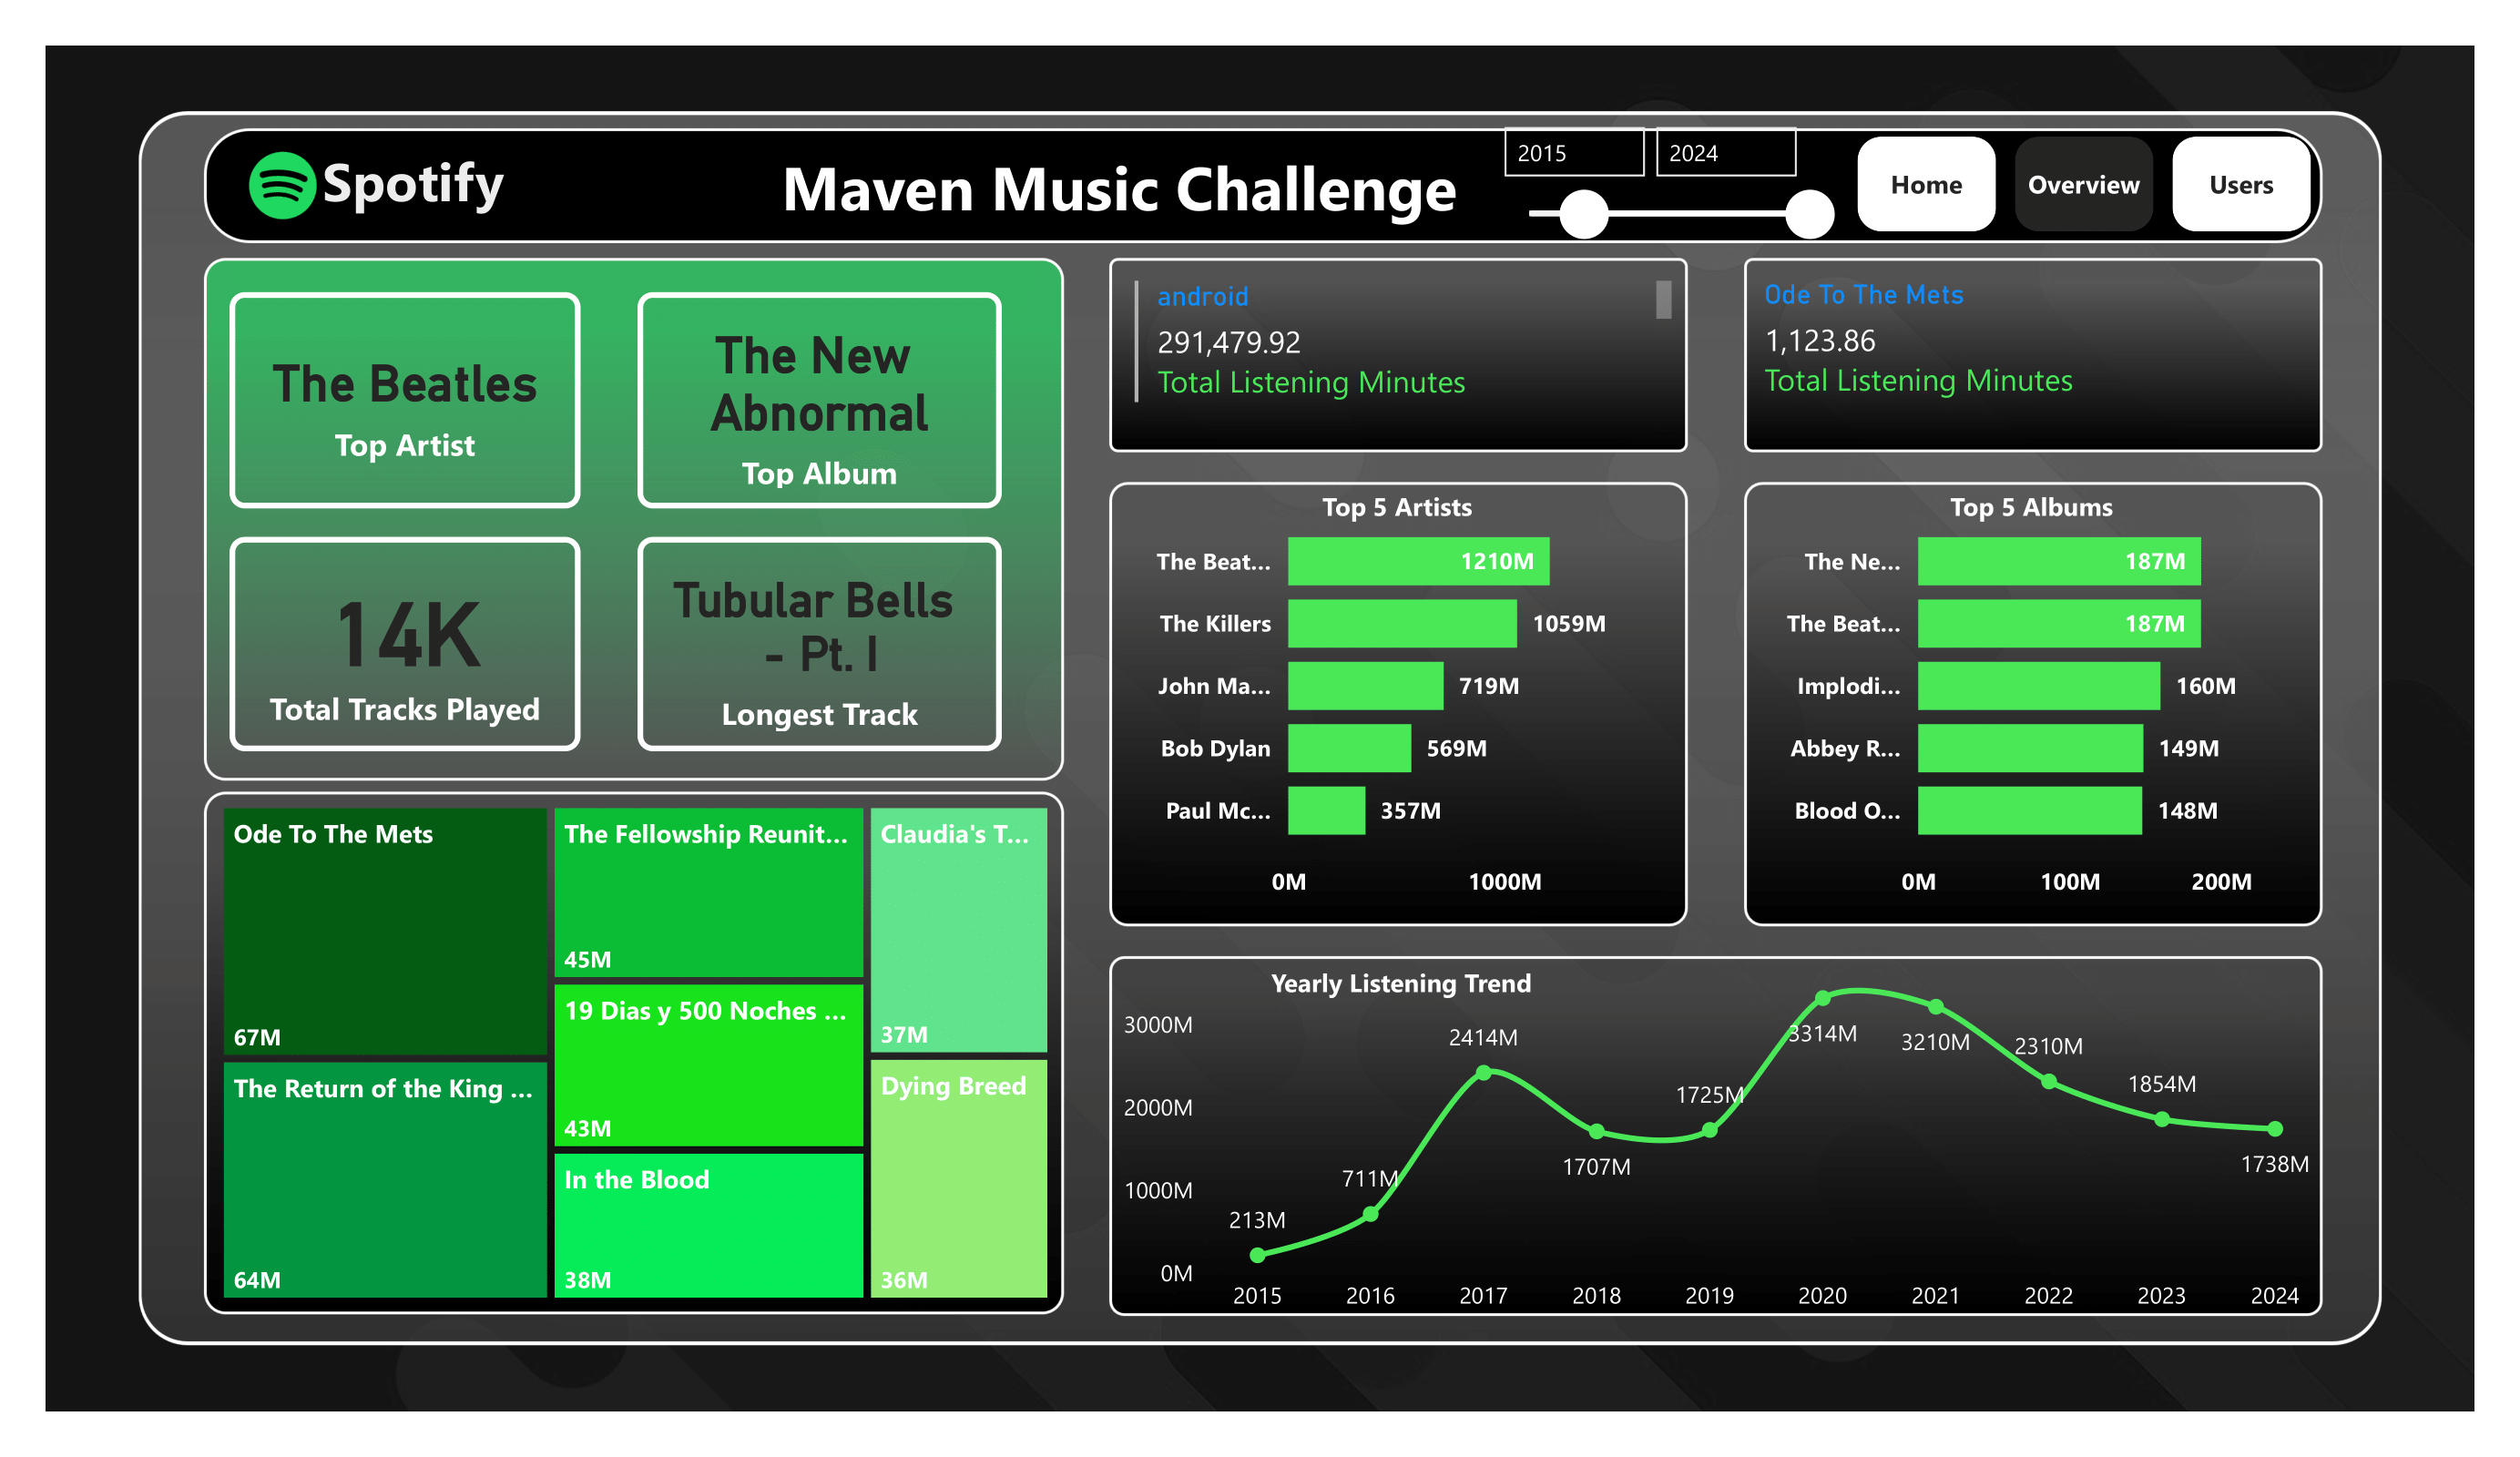 Spotify
Maven Music Challenge
2015
2024
Home
Overview
Users
The Beatles
Top Artist
The New
Abnormal
Top Album
14K
Total Tracks Played
Tubular Bells
- Pt. I
Longest Track
android
291,479.92
Total Listening Minutes
Ode To The Mets
1,123.86
Total Listening Minutes
Top 5 Artists
The Beat... 1210M
The Killers 1059M
John Ma... 719M
Bob Dylan 569M
Paul Mc... 357M
0M 1000M
Top 5 Albums
The Ne... 187M
The Beat... 187M
Implodi... 160M
Abbey R... 149M
Blood O... 148M
0M 100M 200M
Ode To The Mets
67M
The Return of the King ...
64M
The Fellowship Reunit...
45M
19 Dias y 500 Noches ...
43M
In the Blood
38M
Claudia's T...
37M
Dying Breed
36M
Yearly Listening Trend
3000M
2000M
1000M
0M
213M
711M
2414M
1707M
1725M
3314M
3210M
2310M
1854M
1738M
2015 2016 2017 2018 2019 2020 2021 2022 2023 2024